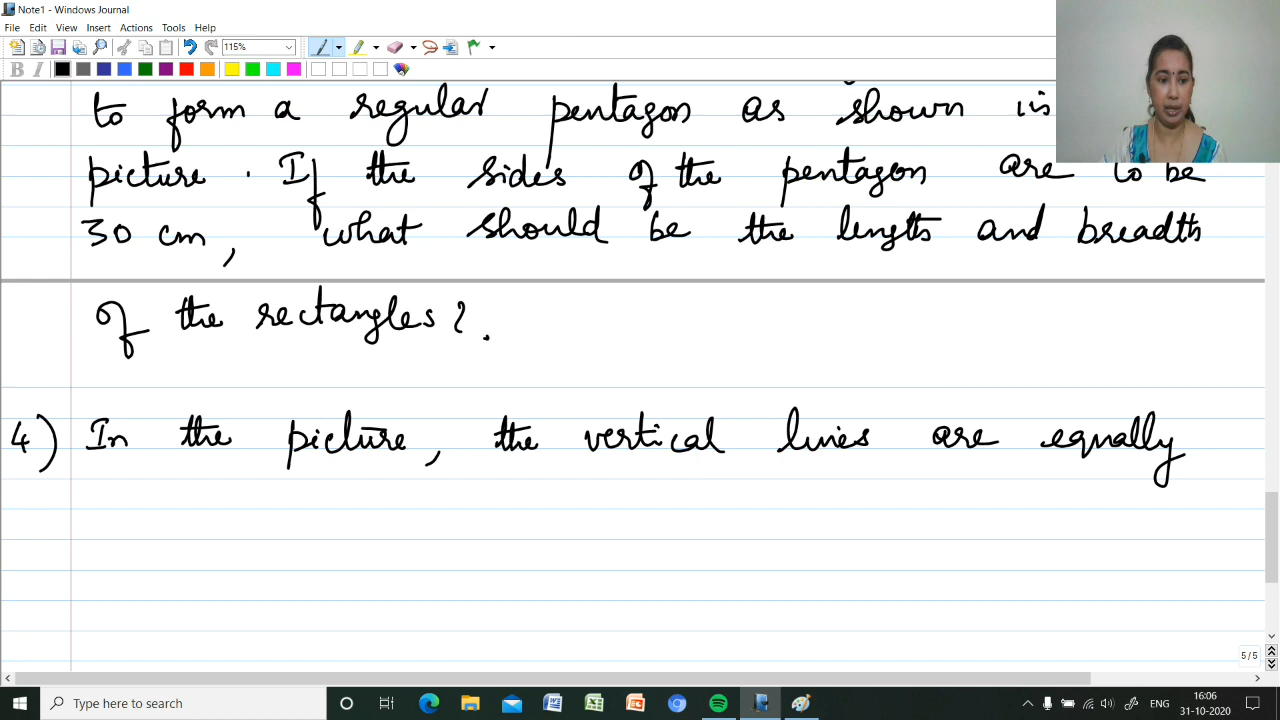 Note1 - Windows Journal
File Edit View Insert Actions Tools Help
115%
B I
to form a regular pentagon as shown in
picture. If the sides of the pentagon are to be
30 cm, what should be the length and breadth
of the rectangles?.
4) In the picture, the vertical lines are equally
5/5
Type here to search
ENG
16:06
31-10-2020